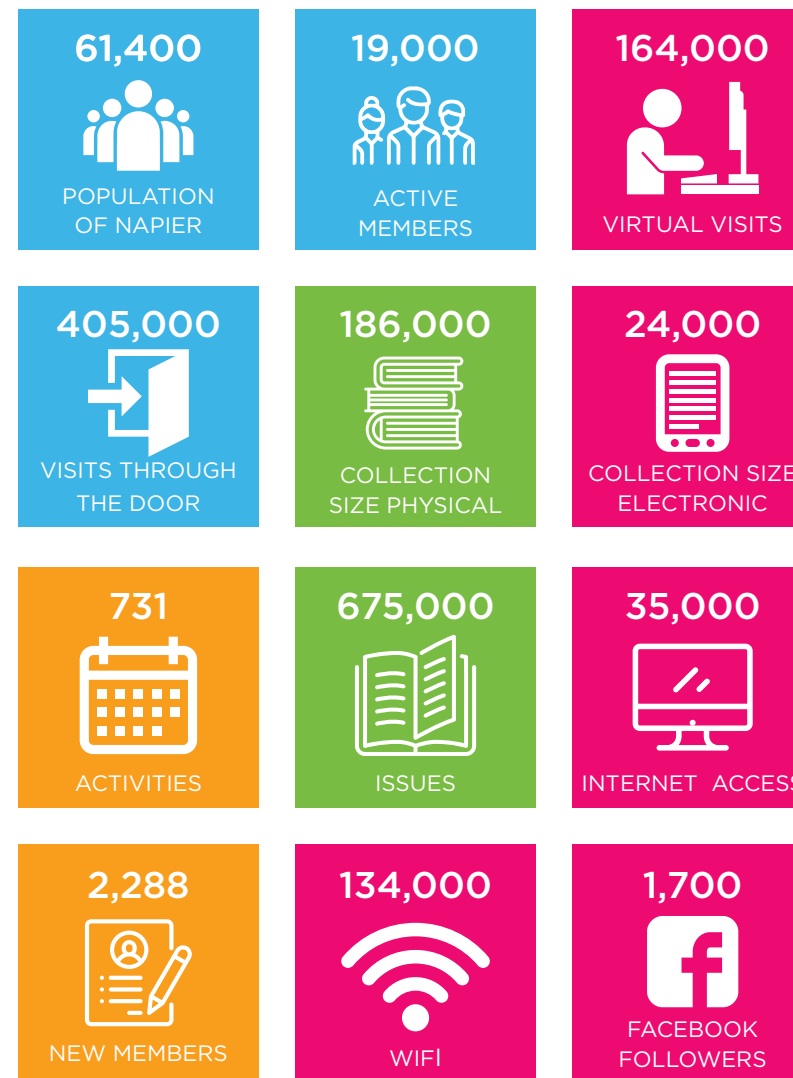 61,400
POPULATION
OF NAPIER
19,000
ACTIVE
MEMBERS
164,000
VIRTUAL VISITS
405,000
VISITS THROUGH
THE DOOR
186,000
COLLECTION
SIZE PHYSICAL
24,000
COLLECTION SIZE
ELECTRONIC
731
ACTIVITIES
675,000
ISSUES
35,000
INTERNET ACCESS
2,288
NEW MEMBERS
134,000
WIFI
1,700
FACEBOOK
FOLLOWERS